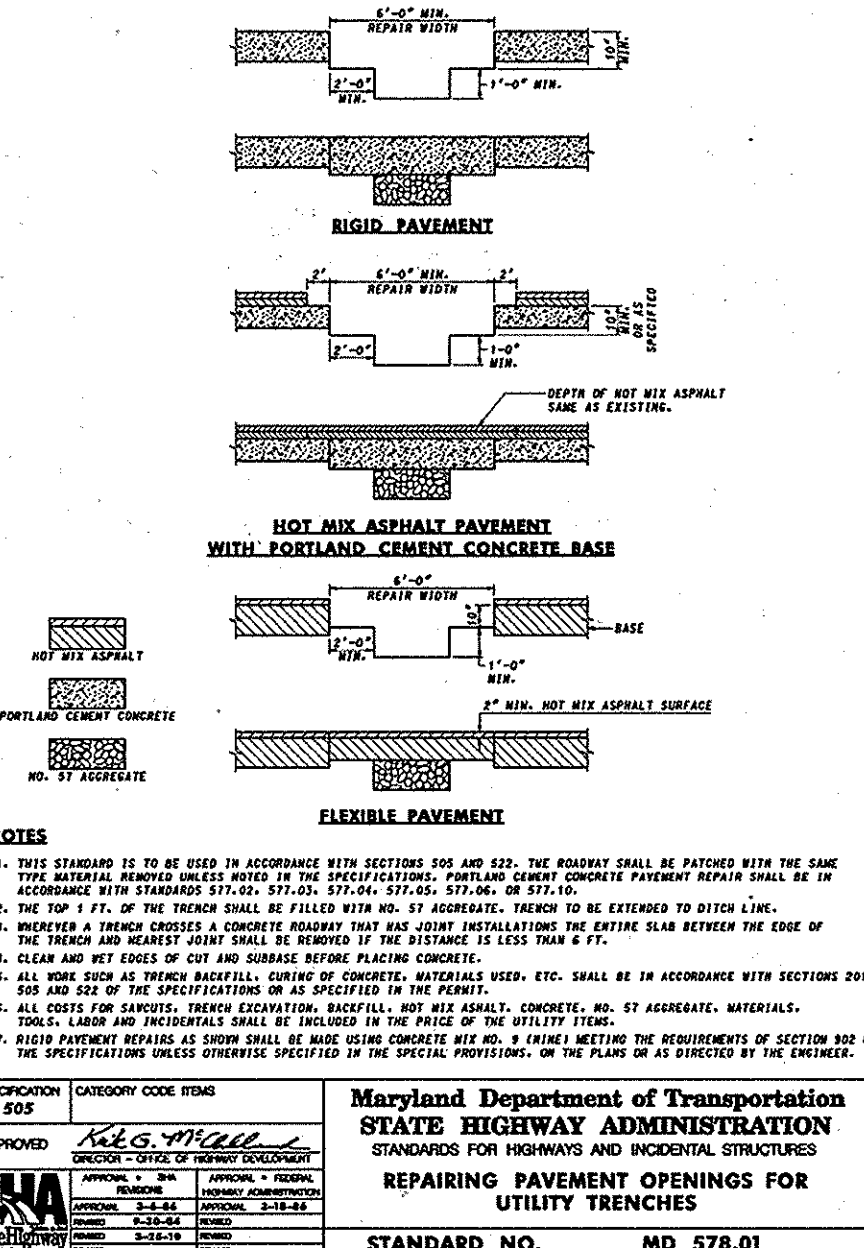 6'-0" MIN.
REPAIR WIDTH
10"
MIN.
2'-0"
MIN.
1'-0" MIN.
RIGID PAVEMENT
2'
6'-0" MIN.
2'
REPAIR WIDTH
10"
MIN.
OR AS
SPECIFIED
2'-0"
1-0"
MIN.
DEPTH OF HOT MIX ASPHALT
SAME AS EXISTING.
HOT MIX ASPHALT PAVEMENT
WITH PORTLAND CEMENT CONCRETE BASE
6'-0"
REPAIR WIDTH
10"
BASE
2'-0"
MIN.
1'-0"
MIN.
HOT MIX ASPHALT
2" MIN. HOT MIX ASPHALT SURFACE
PORTLAND CEMENT CONCRETE
NO. 57 AGGREGATE
FLEXIBLE PAVEMENT
OTES
. THIS STANDARD IS TO BE USED IN ACCORDANCE WITH SECTIONS 505 AND 522. THE ROADWAY SHALL BE PATCHED WITH THE SAME
TYPE MATERIAL REMOVED UNLESS NOTED IN THE SPECIFICATIONS. PORTLAND CEMENT CONCRETE PAVEMENT REPAIR SHALL BE IN
ACCORDANCE WITH STANDARDS 577.02. 577.03. 577.04. 577.05. 577.06. OR 577.10.
. THE TOP 1 FT. OF THE TRENCH SHALL BE FILLED WITH NO. 57 AGGREGATE. TRENCH TO BE EXTENDED TO DITCH LINE.
. WHEREVER A TRENCH CROSSES A CONCRETE ROADWAY THAT HAS JOINT INSTALLATIONS THE ENTIRE SLAB BETWEEN THE EDGE OF
THE TRENCH AND NEAREST JOINT SHALL BE REMOVED IF THE DISTANCE IS LESS THAN 6 FT.
. CLEAN AND WET EDGES OF CUT AND SUBBASE BEFORE PLACING CONCRETE.
. ALL WORK SUCH AS TRENCH BACKFILL. CURING OF CONCRETE. MATERIALS USED. ETC. SHALL BE IN ACCORDANCE WITH SECTIONS 201
505 AND 522 OF THE SPECIFICATIONS OR AS SPECIFIED IN THE PERMIT.
. ALL COSTS FOR SAWCUTS. TRENCH EXCAVATION. BACKFILL. HOT MIX ASHALT. CONCRETE. NO. 57 AGGREGATE. MATERIALS.
TOOLS. LABOR AND INCIDENTALS SHALL BE INCLUDED IN THE PRICE OF THE UTILITY ITEMS.
. RIGID PAVEMENT REPAIRS AS SHOWN SHALL BE MADE USING CONCRETE MIX NO. 9 (NINE) MEETING THE REQUIREMENTS OF SECTION 902
THE SPECIFICATIONS UNLESS OTHERWISE SPECIFIED IN THE SPECIAL PROVISIONS. ON THE PLANS OR AS DIRECTED BY THE ENGINEER.
CIFICATION
505
CATEGORY CODE ITEMS
PROVED
DIRECTOR - OFFICE OF HIGHWAY DEVELOPMENT
HA
eHighway
APPROVAL • SHA
REVISIONS
APPROVAL • FEDERAL
HIGHWAY ADMINISTRATION
APPROVAL 3-6-86
APPROVAL 2-18-86
REVISED 9-30-04
REVISED
REVISED 3-26-10
REVISED
Maryland Department of Transportation
STATE HIGHWAY ADMINISTRATION
STANDARDS FOR HIGHWAYS AND INCIDENTAL STRUCTURES
REPAIRING PAVEMENT OPENINGS FOR
UTILITY TRENCHES
STANDARD NO. MD 578.01